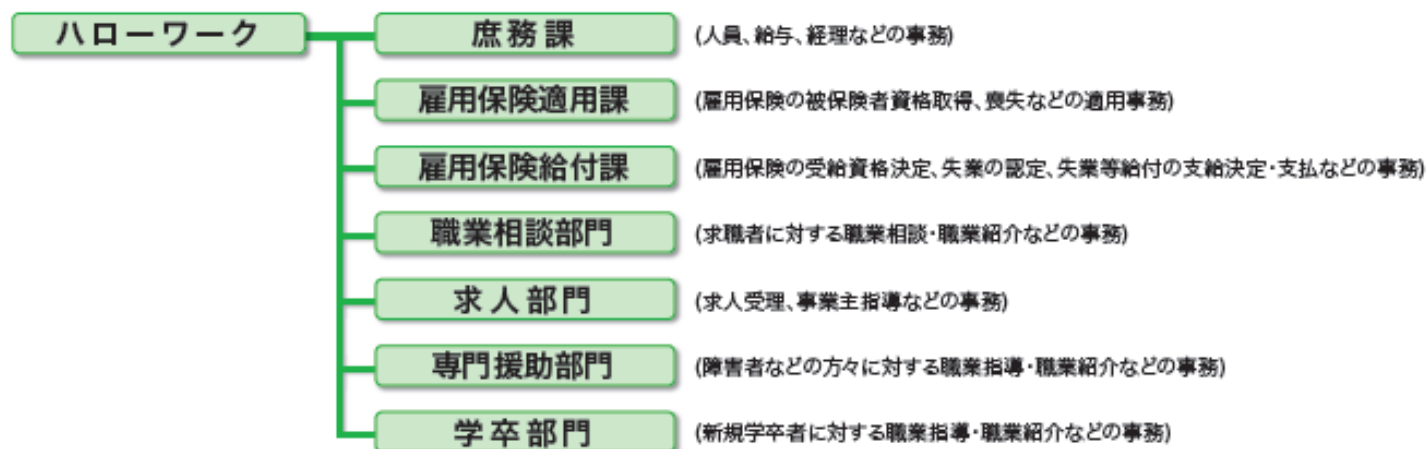 ハローワーク
庶務課 (人員、給与、経理などの事務)
雇用保険適用課 (雇用保険の被保険者資格取得、喪失などの適用事務)
雇用保険給付課 (雇用保険の受給資格決定、失業の認定、失業等給付の支給決定・支払などの事務)
職業相談部門 (求職者に対する職業相談・職業紹介などの事務)
求人部門 (求人受理、事業主指導などの事務)
専門援助部門 (障害者などの方々に対する職業指導・職業紹介などの事務)
学卒部門 (新規学卒者に対する職業指導・職業紹介などの事務)